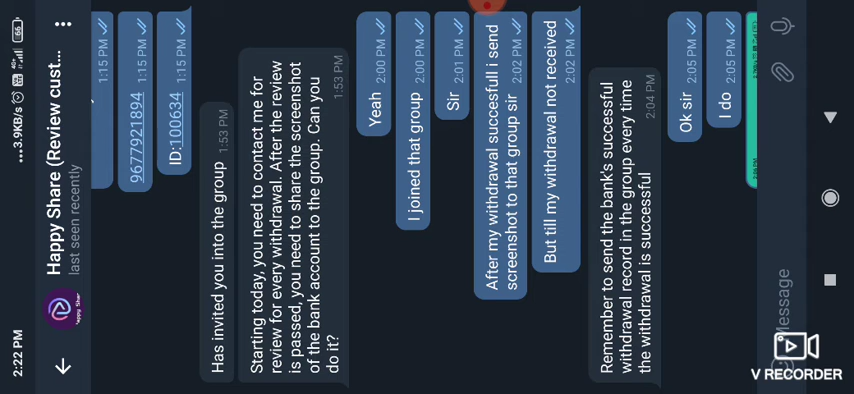 2:22 PM
...3.9KB/s
4G
66
Happy Share (Review cust...
last seen recently
1:15 PM
9677921894 1:15 PM
ID:100634 1:15 PM
Has invited you into the group 1:53 PM
Starting today, you need to contact me for
review for every withdrawal. After the review
is passed, you need to share the screenshot
of the bank account to the group. Can you
do it?
1:53 PM
Yeah 2:00 PM
I joined that group 2:00 PM
Sir 2:01 PM
After my withdrawal succesfull i send
screenshot to that group sir 2:02 PM
But till my withdrawal not received
2:02 PM
Remember to send the bank's successful
withdrawal record in the group every time
the withdrawal is successful 2:04 PM
Ok sir 2:05 PM
I do 2:05 PM
Message
V RECORDER